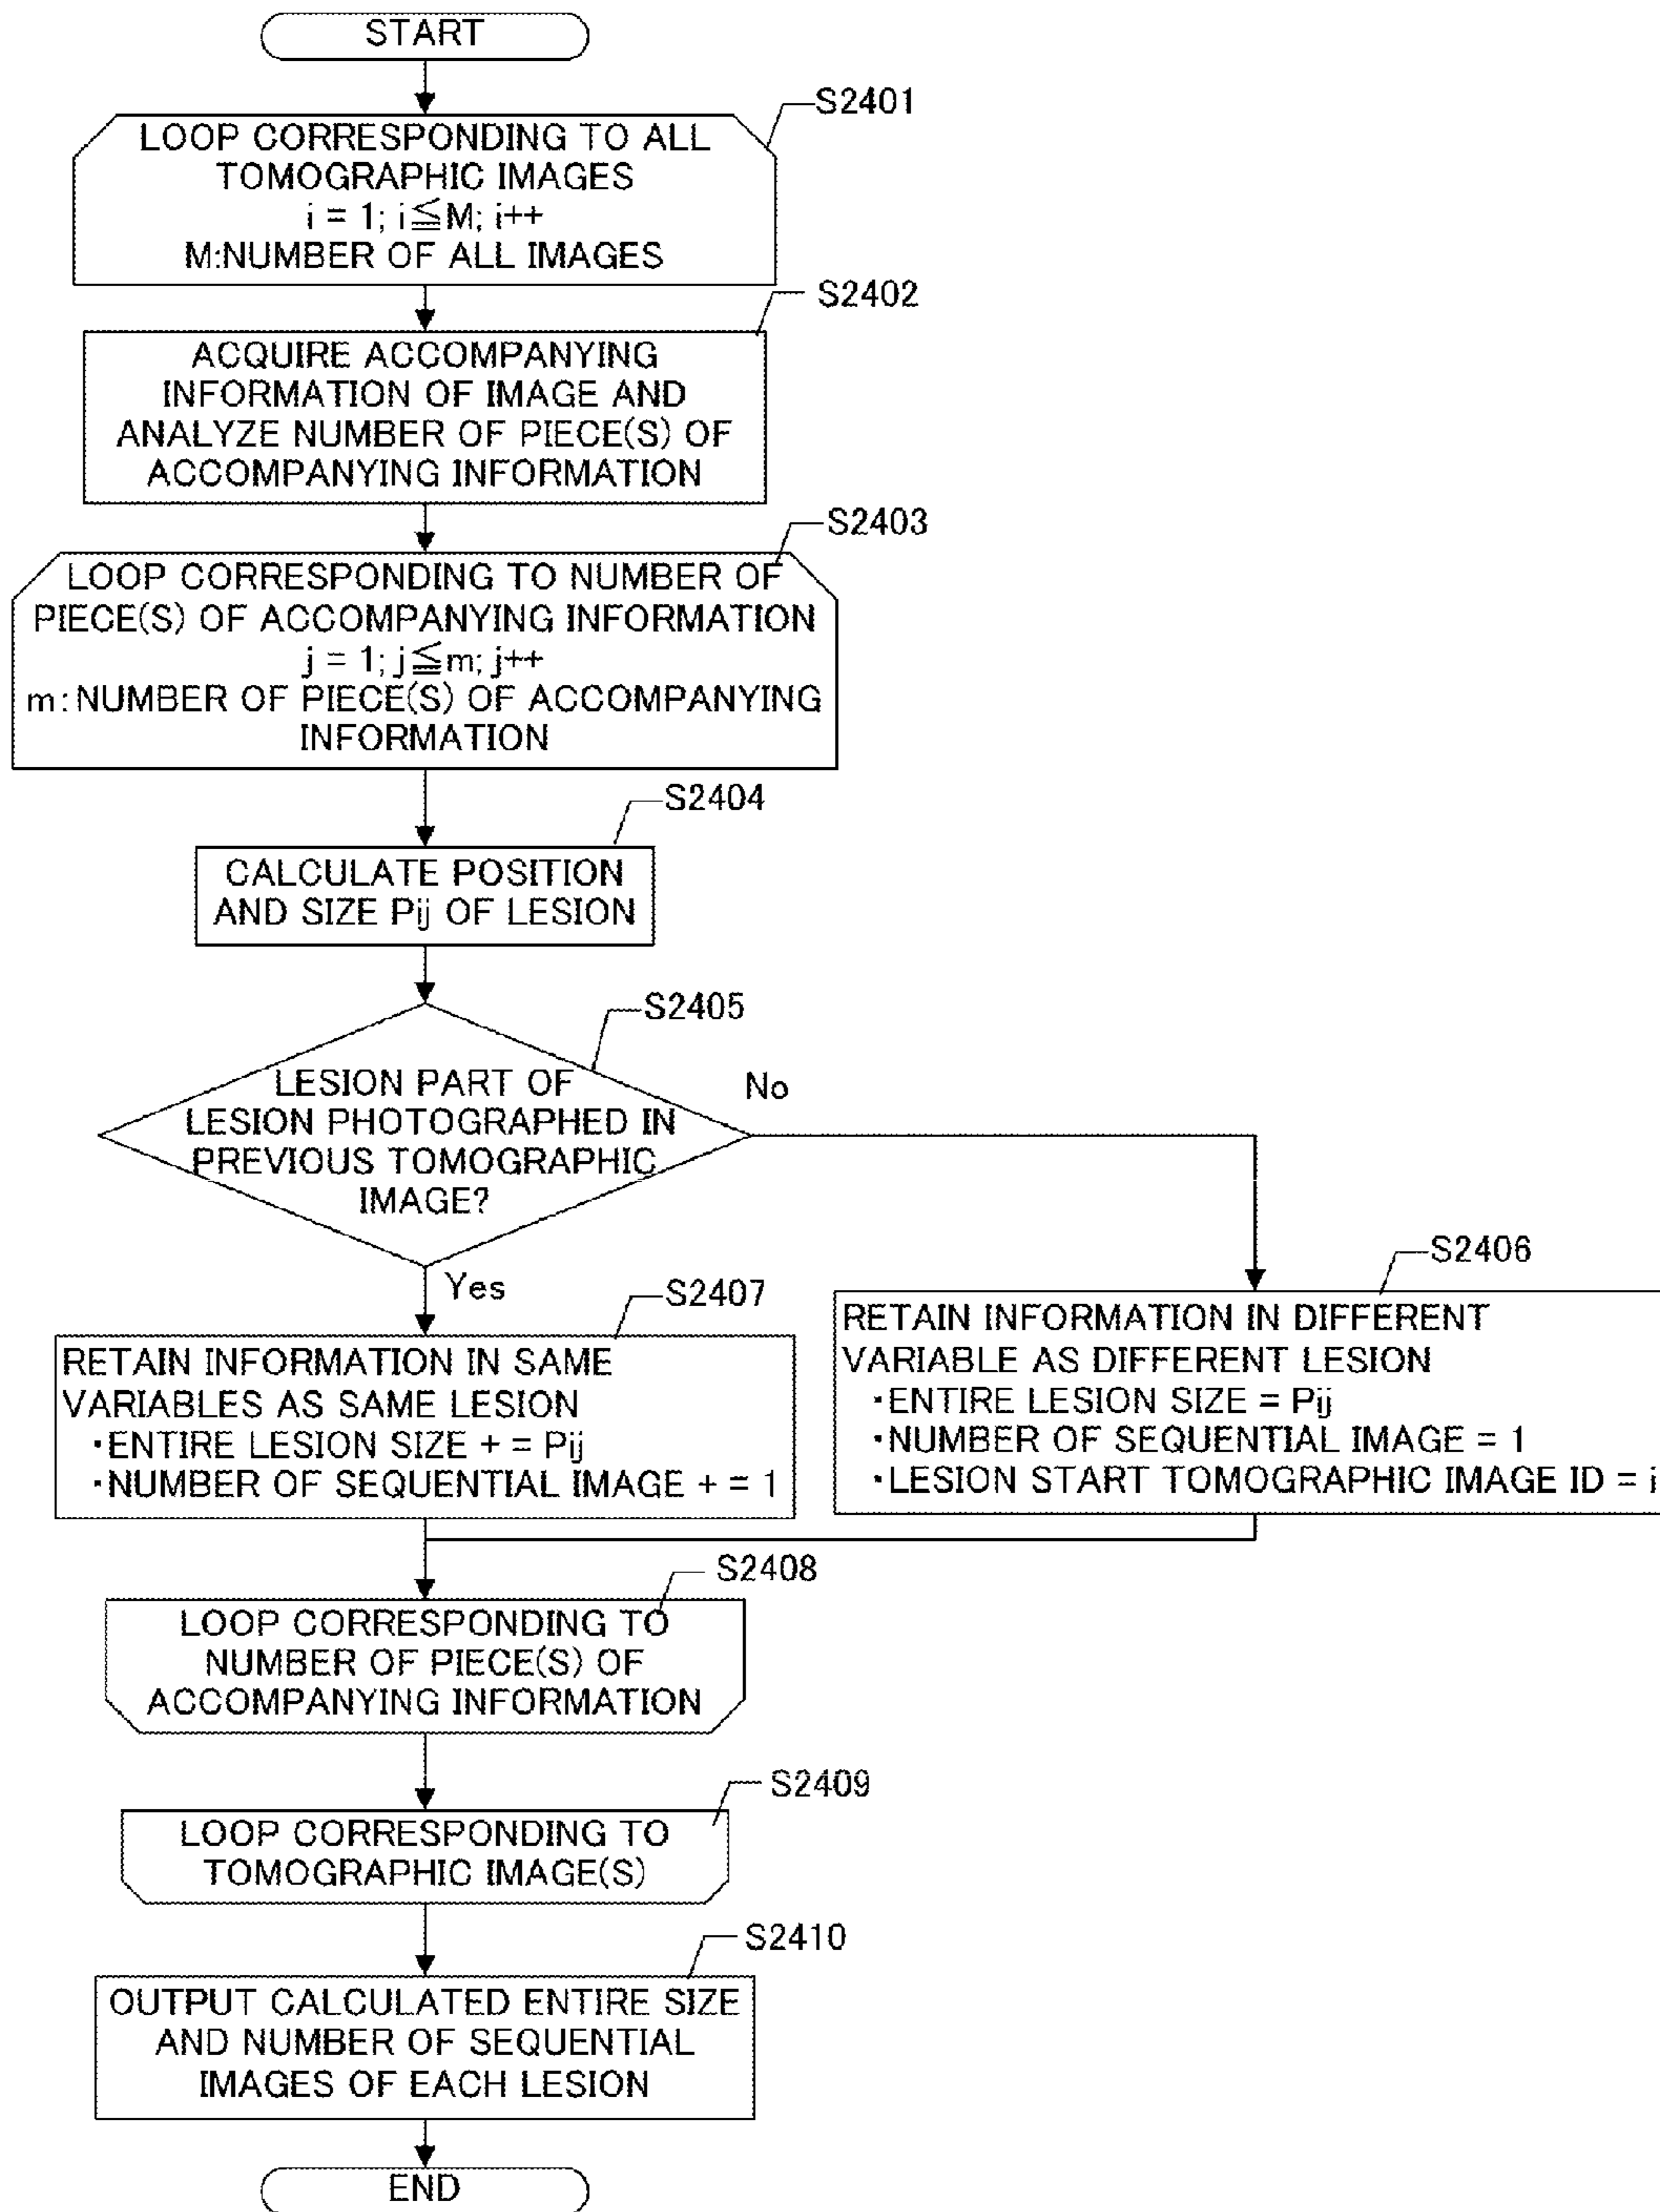 START
S2401
LOOP CORRESPONDING TO ALL
TOMOGRAPHIC IMAGES
i = 1; i≦M; i++
M:NUMBER OF ALL IMAGES
S2402
ACQUIRE ACCOMPANYING
INFORMATION OF IMAGE AND
ANALYZE NUMBER OF PIECE(S) OF
ACCOMPANYING INFORMATION
S2403
LOOP CORRESPONDING TO NUMBER OF
PIECE(S) OF ACCOMPANYING INFORMATION
j = 1; j≦m; j++
m:NUMBER OF PIECE(S) OF ACCOMPANYING
INFORMATION
S2404
CALCULATE POSITION
AND SIZE Pij OF LESION
S2405
LESION PART OF
LESION PHOTOGRAPHED IN
PREVIOUS TOMOGRAPHIC
IMAGE?
No
Yes
S2407
RETAIN INFORMATION IN SAME
VARIABLES AS SAME LESION
・ENTIRE LESION SIZE + = Pij
・NUMBER OF SEQUENTIAL IMAGE + = 1
S2406
RETAIN INFORMATION IN DIFFERENT
VARIABLE AS DIFFERENT LESION
・ENTIRE LESION SIZE = Pij
・NUMBER OF SEQUENTIAL IMAGE = 1
・LESION START TOMOGRAPHIC IMAGE ID = i
S2408
LOOP CORRESPONDING TO
NUMBER OF PIECE(S) OF
ACCOMPANYING INFORMATION
S2409
LOOP CORRESPONDING TO
TOMOGRAPHIC IMAGE(S)
S2410
OUTPUT CALCULATED ENTIRE SIZE
AND NUMBER OF SEQUENTIAL
IMAGES OF EACH LESION
END